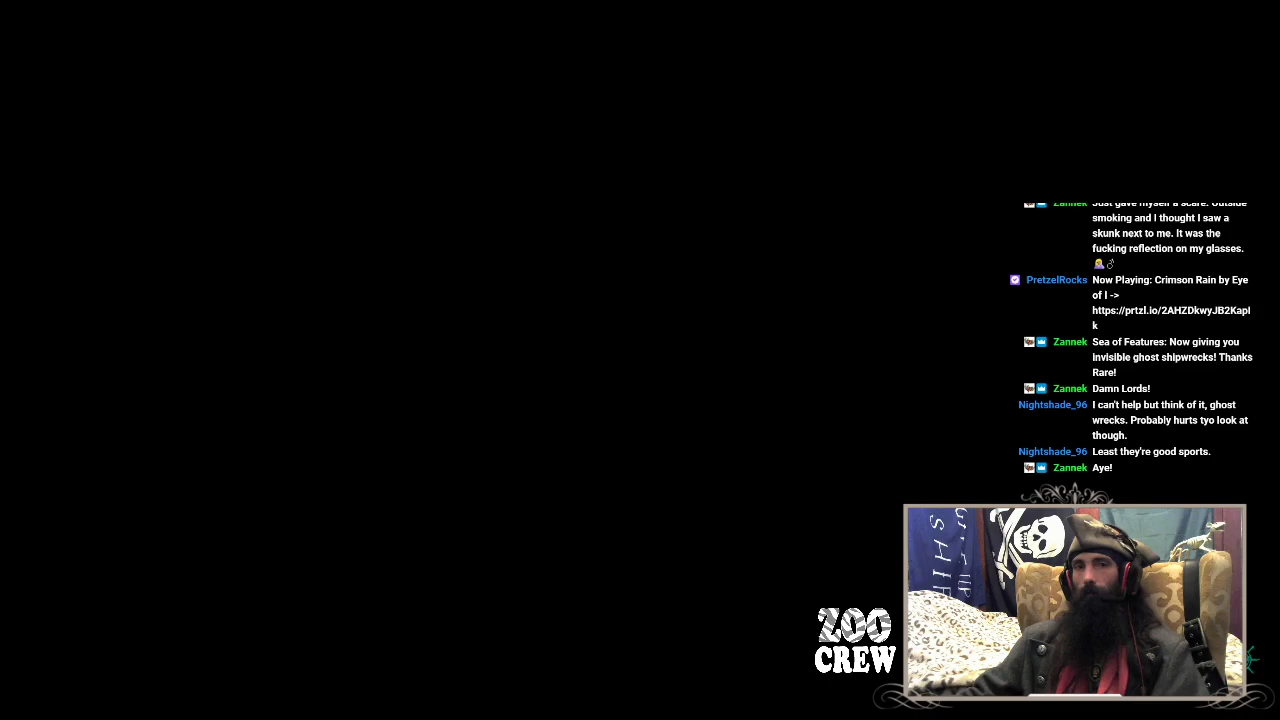 Zannek Just gave myself a scare. Outside
smoking and I thought I saw a
skunk next to me. It was the
fucking reflection on my glasses.
PretzelRocks Now Playing: Crimson Rain by Eye
of I ->
https://prtzl.io/2AHZDkwyJB2KapI
k
Zannek Sea of Features: Now giving you
invisible ghost shipwrecks! Thanks
Rare!
Zannek Damn Lords!
Nightshade_96 I can't help but think of it, ghost
wrecks. Probably hurts tyo look at
though.
Nightshade_96 Least they're good sports.
Zannek Aye!
ZOO
CREW